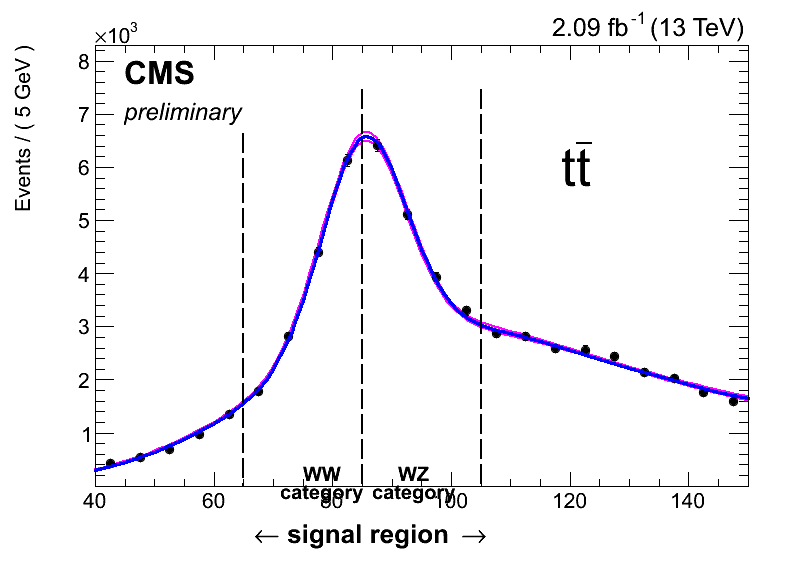 ×10³
2.09 fb⁻¹ (13 TeV)
Events / ( 5 GeV )
CMS
preliminary
tt̄
8
7
6
5
4
3
2
1
WW category
WZ category
40 60 80 100 120 140
← signal region →